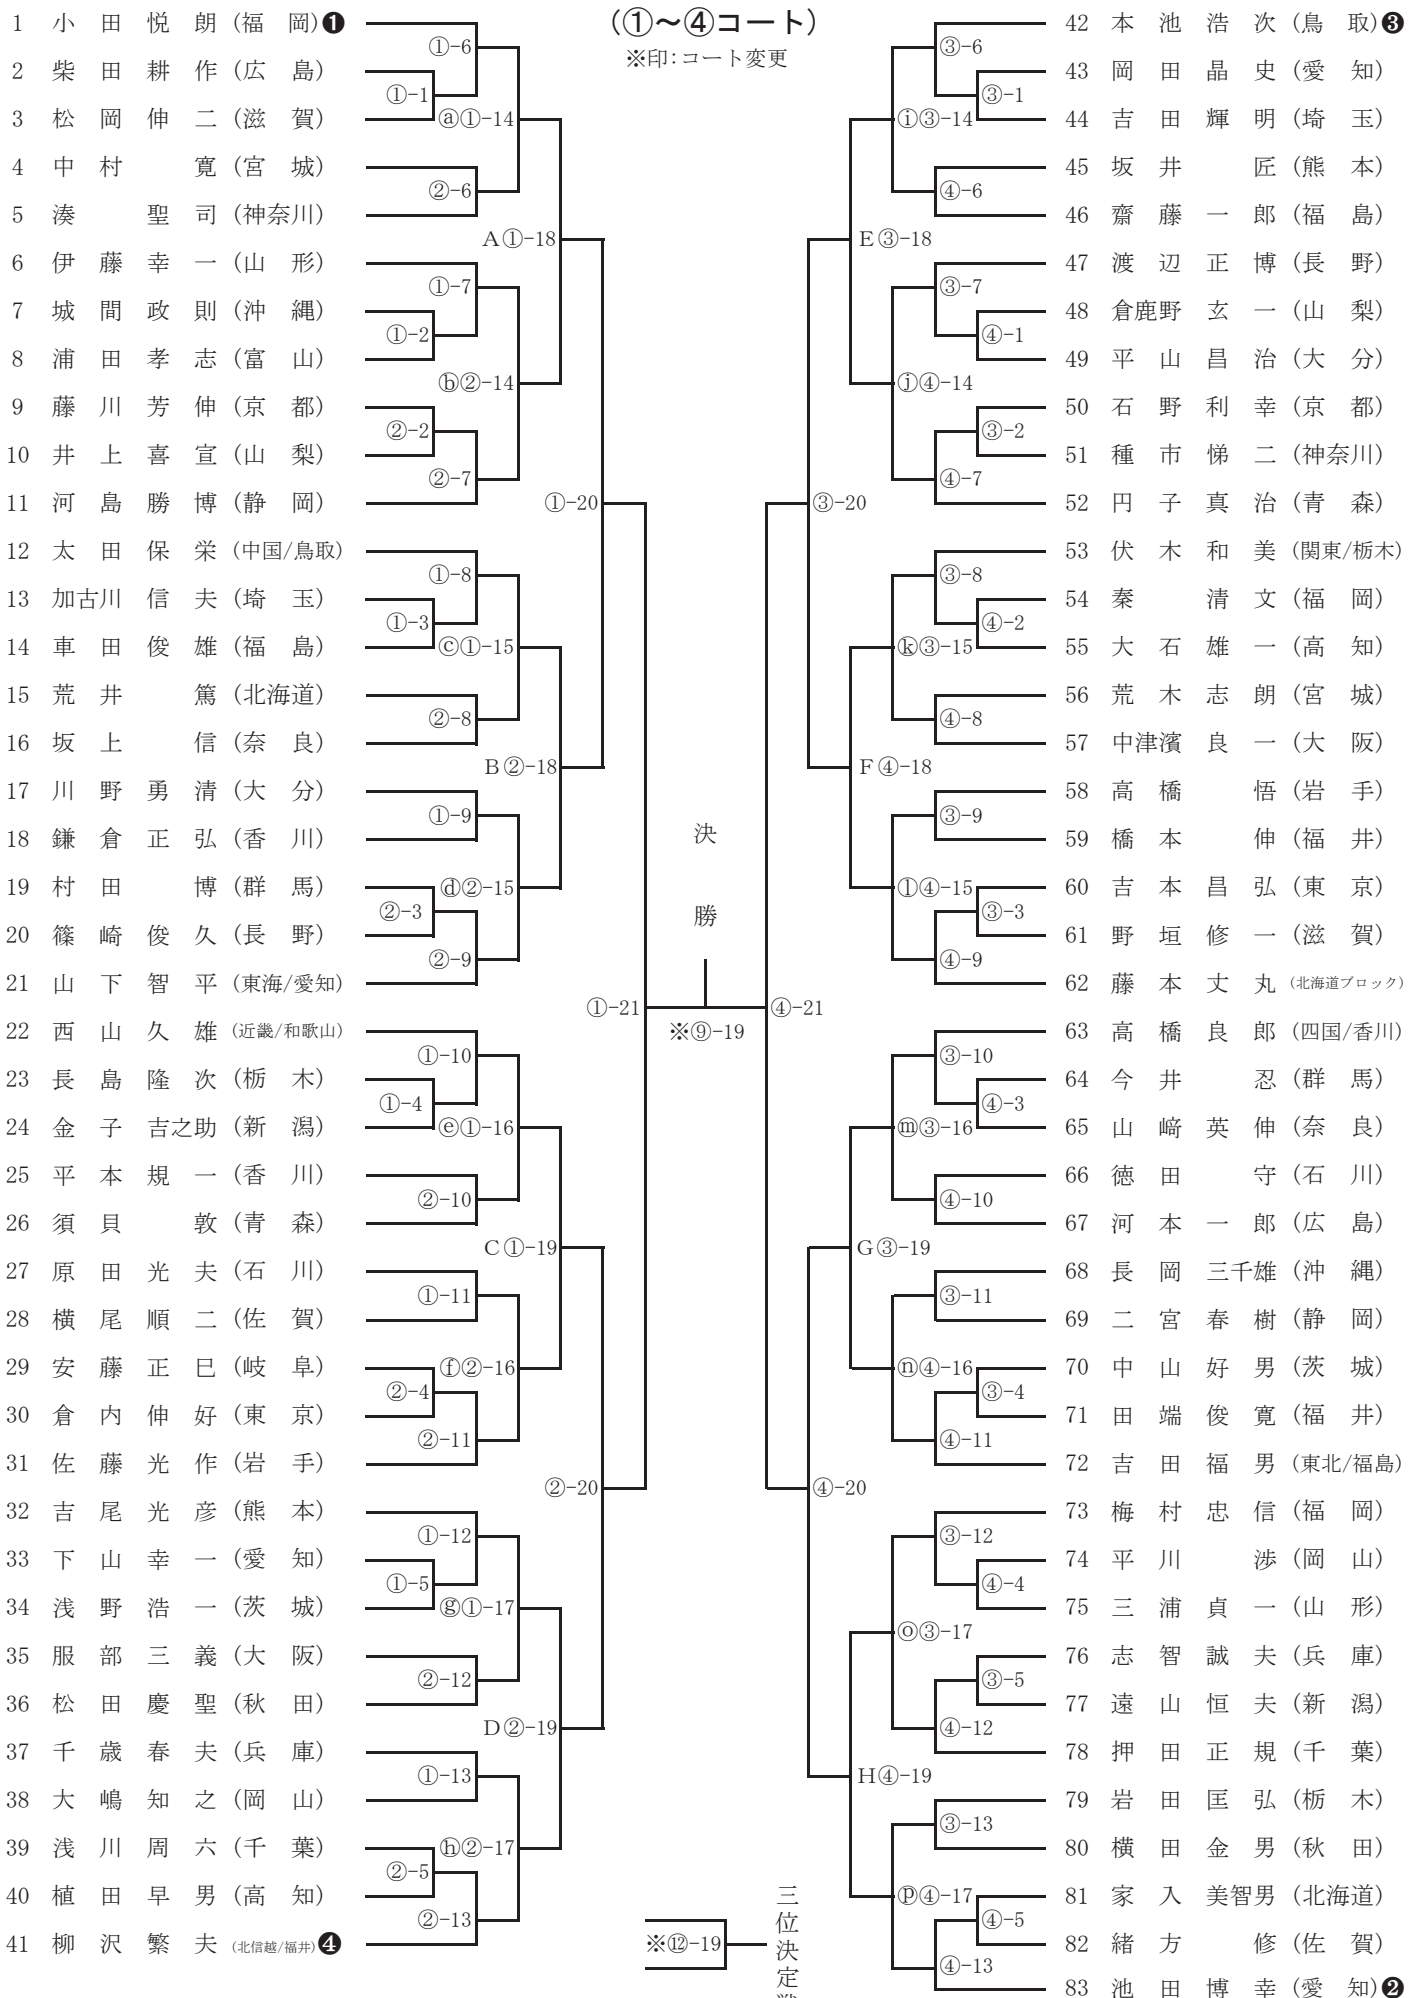 (①～④コート)
※印：コート変更
1 小田悦朗 (福岡) ❶
2 柴田耕作 (広島)
3 松岡伸二 (滋賀)
4 中村寛 (宮城)
5 湊聖司 (神奈川)
6 伊藤幸一 (山形)
7 城間政則 (沖縄)
8 浦田孝志 (富山)
9 藤川芳伸 (京都)
10 井上喜宣 (山梨)
11 河島勝博 (静岡)
12 太田保栄 (中国/鳥取)
13 加古川信夫 (埼玉)
14 車田俊雄 (福島)
15 荒井篤 (北海道)
16 坂上信 (奈良)
17 川野勇清 (大分)
18 鎌倉正弘 (香川)
19 村田博 (群馬)
20 篠崎俊久 (長野)
21 山下智平 (東海/愛知)
22 西山久雄 (近畿/和歌山)
23 長島隆次 (栃木)
24 金子吉之助 (新潟)
25 平本規一 (香川)
26 須貝敦 (青森)
27 原田光夫 (石川)
28 横尾順二 (佐賀)
29 安藤正巳 (岐阜)
30 倉内伸好 (東京)
31 佐藤光作 (岩手)
32 吉尾光彦 (熊本)
33 下山幸一 (愛知)
34 浅野浩一 (茨城)
35 服部三義 (大阪)
36 松田慶聖 (秋田)
37 千歳春夫 (兵庫)
38 大嶋知之 (岡山)
39 浅川周六 (千葉)
40 植田早男 (高知)
41 柳沢繁夫 (北信越/福井) ❹
①-6
①-1
ⓐ①-14
②-6
A①-18
①-7
①-2
ⓑ②-14
②-2
②-7
①-20
①-8
①-3
ⓒ①-15
②-8
B②-18
①-9
ⓓ②-15
②-3
②-9
①-21
①-10
①-4
ⓔ①-16
②-10
C①-19
①-11
ⓕ②-16
②-4
②-11
②-20
①-12
①-5
ⓖ①-17
②-12
D②-19
①-13
ⓗ②-17
②-5
②-13
決勝
※⑨-19
三位決定戦
※⑫-19
③-6
③-1
ⓘ③-14
④-6
E③-18
③-7
④-1
ⓙ④-14
③-2
④-7
③-20
③-8
④-2
ⓚ③-15
④-8
F④-18
③-9
ⓛ④-15
③-3
④-9
④-21
③-10
④-3
ⓜ③-16
④-10
G③-19
③-11
ⓝ④-16
③-4
④-11
④-20
③-12
④-4
ⓞ③-17
③-5
④-12
H④-19
③-13
ⓟ④-17
④-5
④-13
42 本池浩次 (鳥取) ❸
43 岡田晶史 (愛知)
44 吉田輝明 (埼玉)
45 坂井匠 (熊本)
46 齋藤一郎 (福島)
47 渡辺正博 (長野)
48 倉鹿野玄一 (山梨)
49 平山昌治 (大分)
50 石野利幸 (京都)
51 種市悌二 (神奈川)
52 円子真治 (青森)
53 伏木和美 (関東/栃木)
54 秦清文 (福岡)
55 大石雄一 (高知)
56 荒木志朗 (宮城)
57 中津濱良一 (大阪)
58 高橋悟 (岩手)
59 橋本伸 (福井)
60 吉本昌弘 (東京)
61 野垣修一 (滋賀)
62 藤本丈丸 (北海道ブロック)
63 高橋良郎 (四国/香川)
64 今井忍 (群馬)
65 山﨑英伸 (奈良)
66 徳田守 (石川)
67 河本一郎 (広島)
68 長岡三千雄 (沖縄)
69 二宮春樹 (静岡)
70 中山好男 (茨城)
71 田端俊寛 (福井)
72 吉田福男 (東北/福島)
73 梅村忠信 (福岡)
74 平川渉 (岡山)
75 三浦貞一 (山形)
76 志智誠夫 (兵庫)
77 遠山恒夫 (新潟)
78 押田正規 (千葉)
79 岩田匡弘 (栃木)
80 横田金男 (秋田)
81 家入美智男 (北海道)
82 緒方修 (佐賀)
83 池田博幸 (愛知) ❷